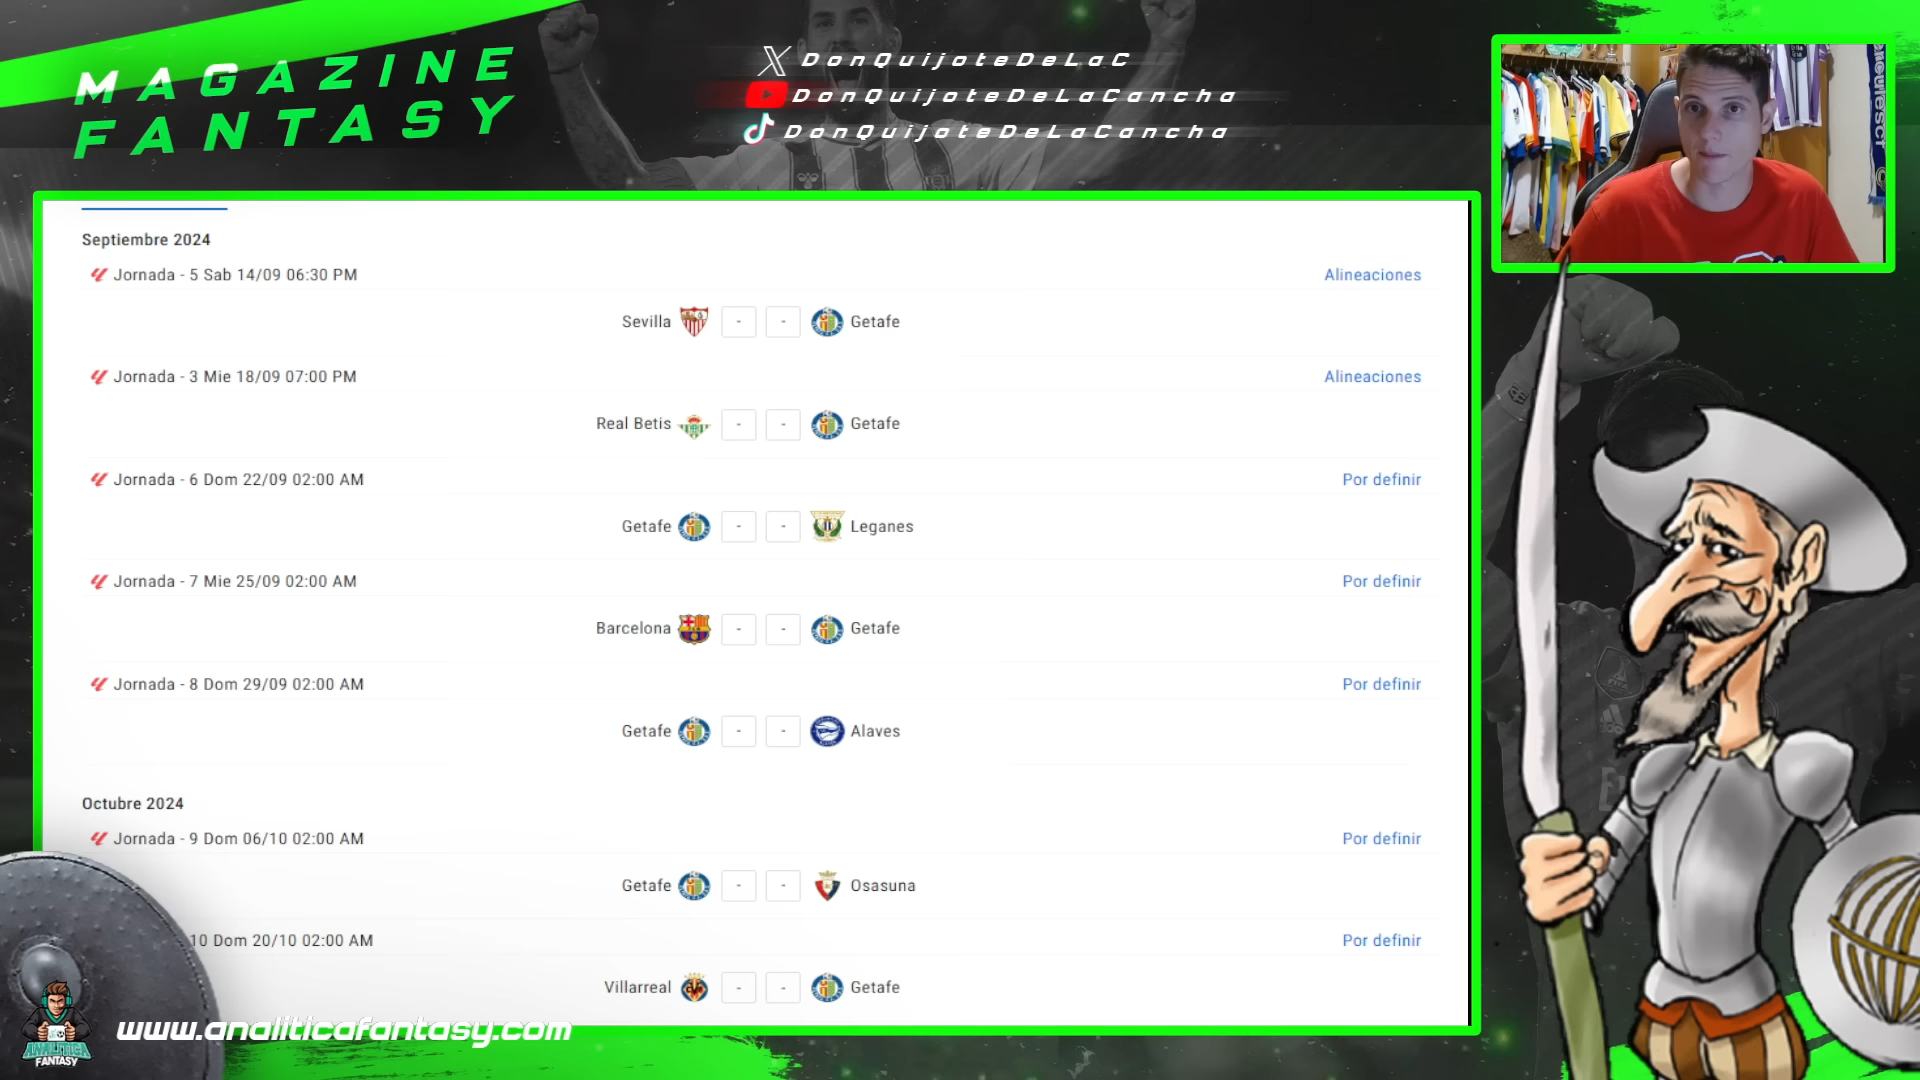 MAGAZINE
FANTASY
DonQuijoteDeLaC
DonQuijoteDeLaCancha
DonQuijoteDeLaCancha
Septiembre 2024
Jornada - 5 Sab 14/09 06:30 PM
Alineaciones
Sevilla - - Getafe
Jornada - 3 Mie 18/09 07:00 PM
Alineaciones
Real Betis - - Getafe
Jornada - 6 Dom 22/09 02:00 AM
Por definir
Getafe - - Leganes
Jornada - 7 Mie 25/09 02:00 AM
Por definir
Barcelona - - Getafe
Jornada - 8 Dom 29/09 02:00 AM
Por definir
Getafe - - Alaves
Octubre 2024
Jornada - 9 Dom 06/10 02:00 AM
Por definir
Getafe - - Osasuna
10 Dom 20/10 02:00 AM
Por definir
Villarreal - - Getafe
ANALITICA
FANTASY
www.analiticafantasy.com